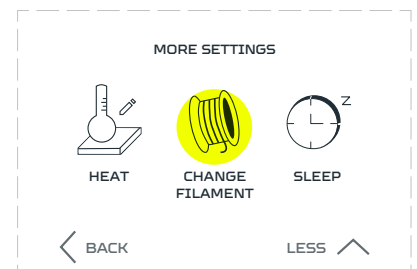 MORE SETTINGS
Z
HEAT
CHANGE
FILAMENT
SLEEP
BACK
LESS